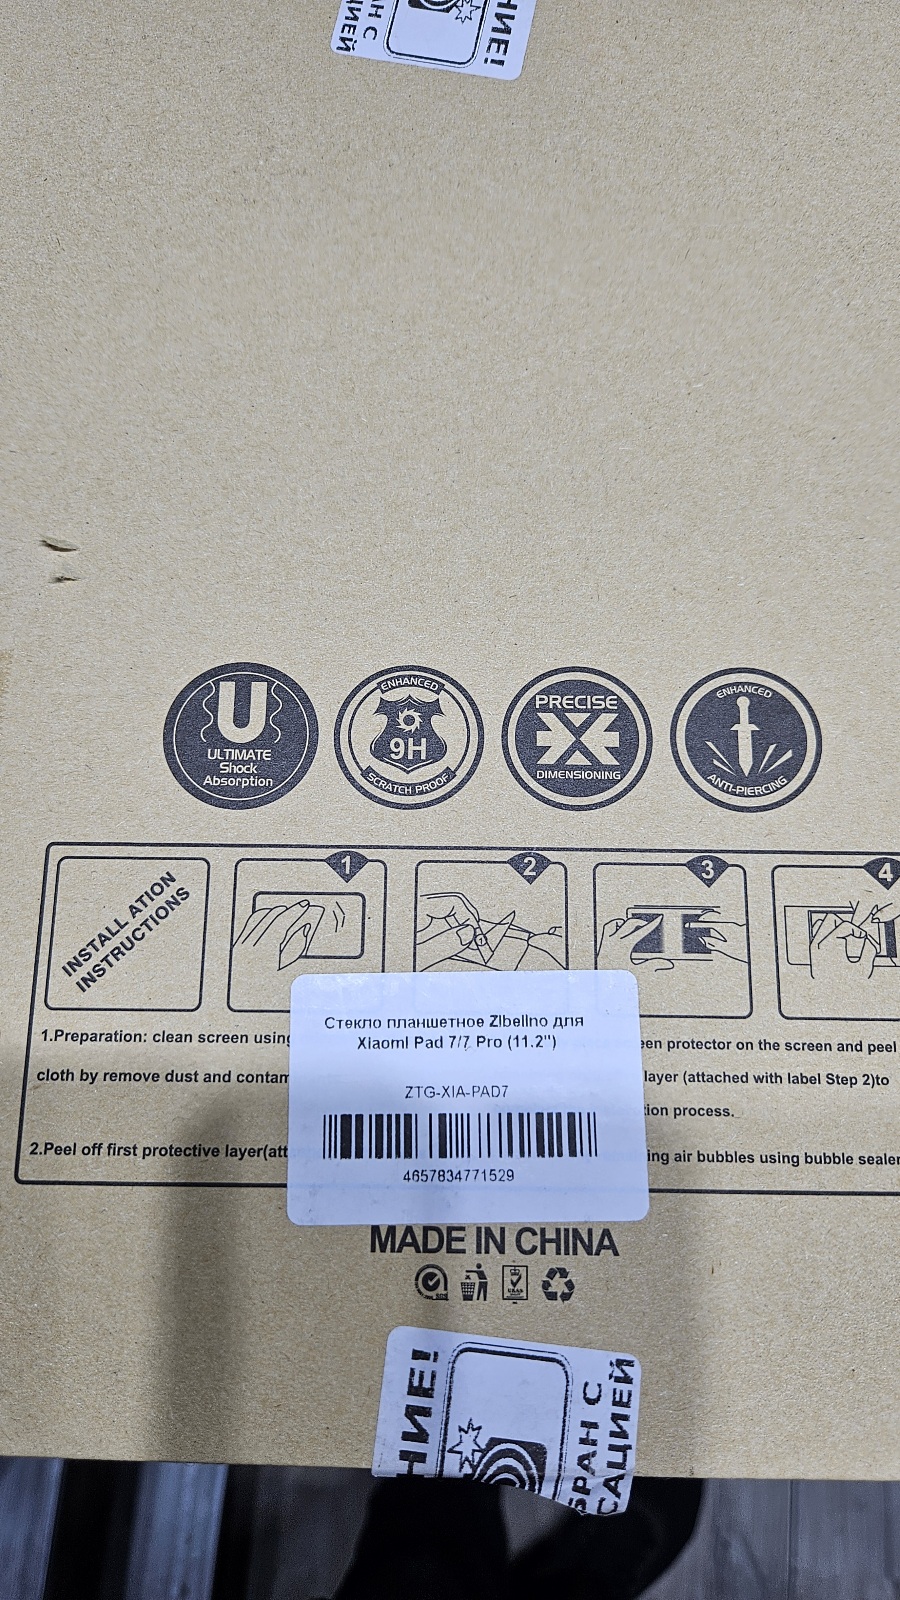 НИЕ!
АН С
ЦИЕЙ
U
ULTIMATE
Shock
Absorption
ENHANCED
9H
SCRATCH PROOF
PRECISE
DIMENSIONING
ENHANCED
ANTI-PIERCING
INSTALL ATION
INSTRUCTIONS
1
2
3
4
1.Preparation: clean screen using
cloth by remove dust and contam
2.Peel off first protective layer(att
en protector on the screen and peel
layer (attached with label Step 2)to
tion process.
ing air bubbles using bubble sealer
Стекло планшетное Zibelino для
Xiaomi Pad 7/7 Pro (11.2")
ZTG-XIA-PAD7
4657834771529
MADE IN CHINA
НИЕ!
БРАН С
САЦИЕЙ